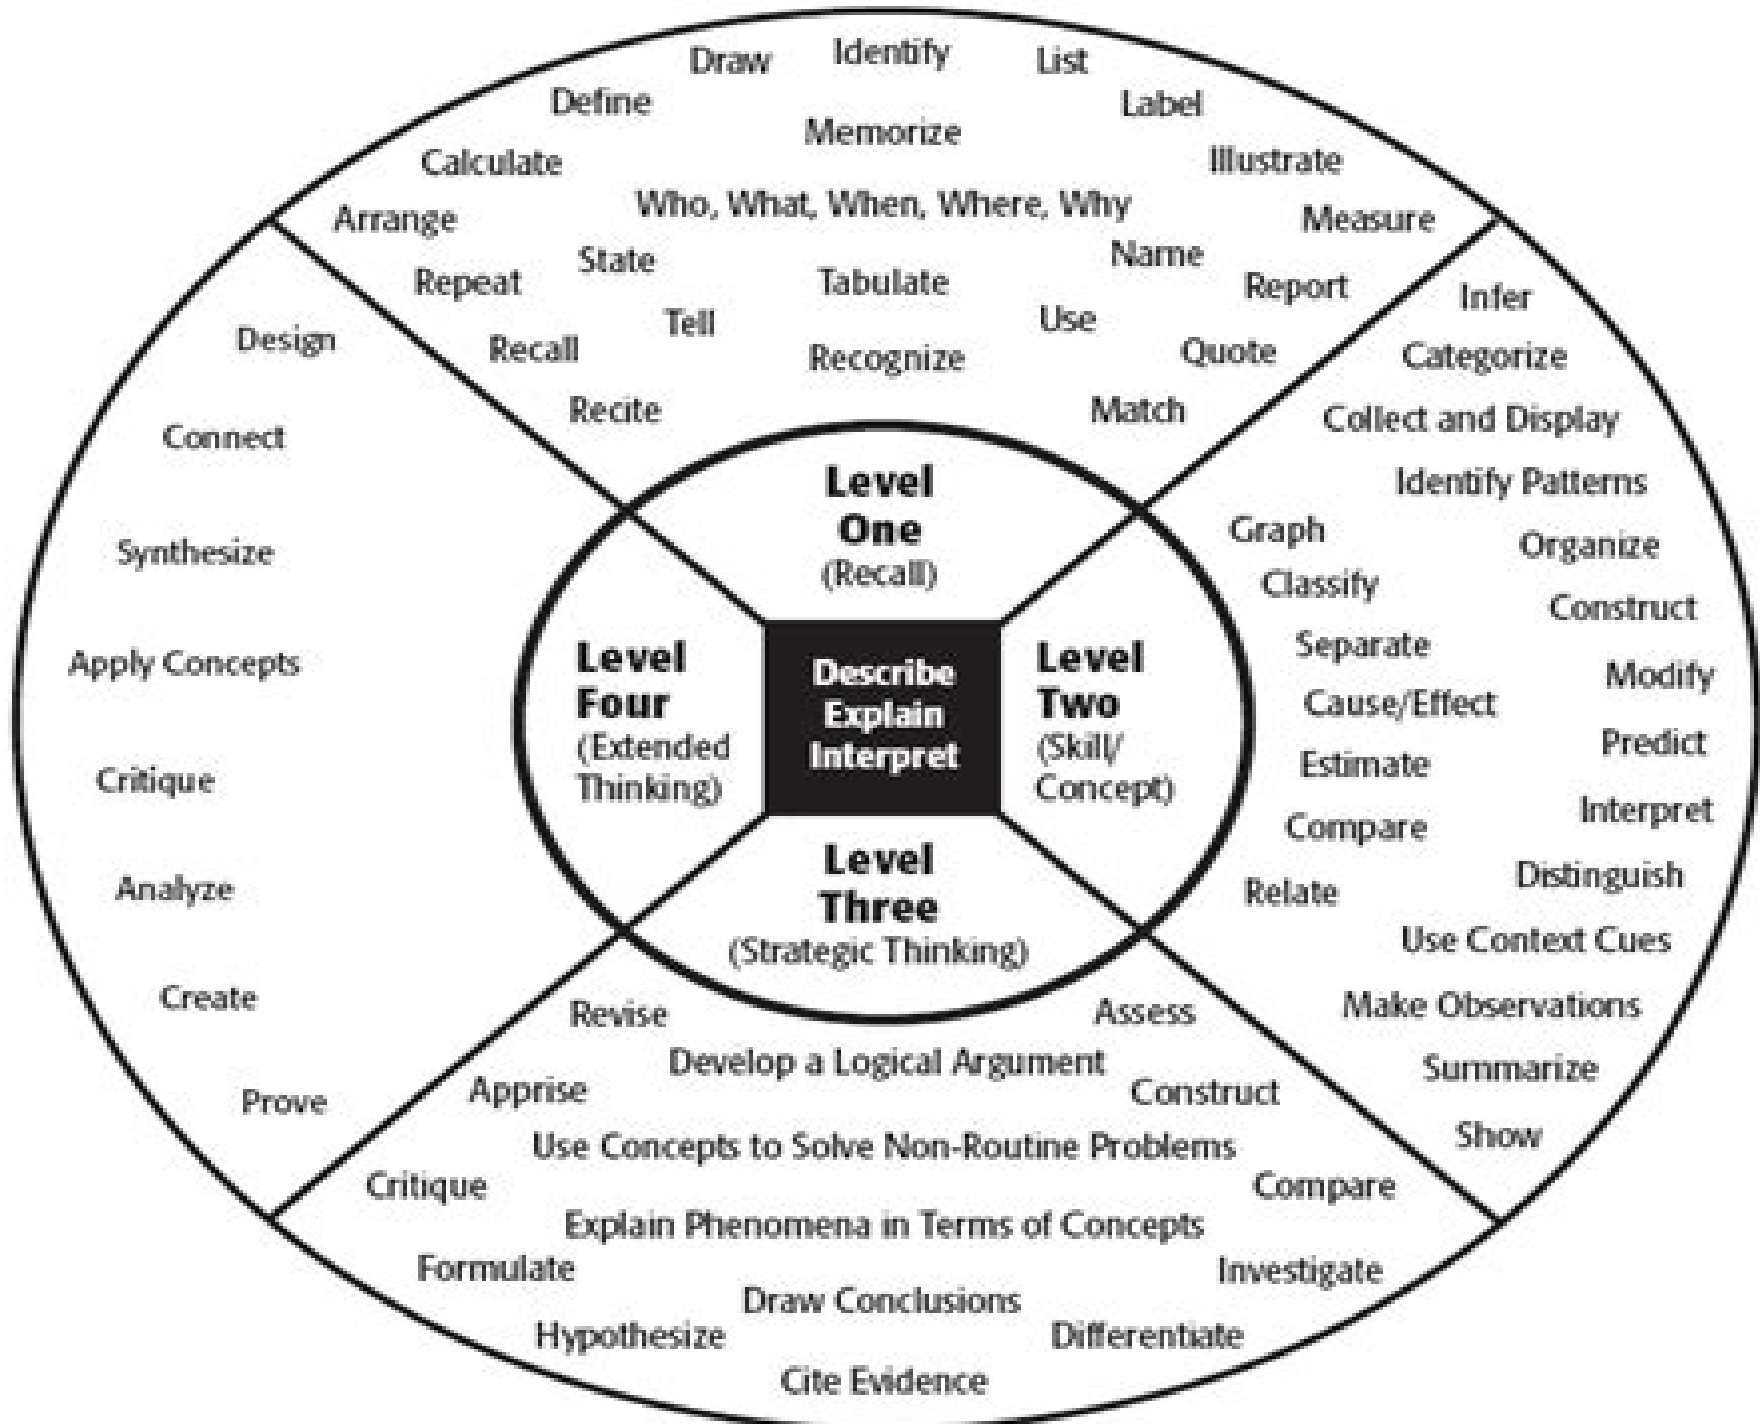 Draw
Identify
List
Define
Label
Memorize
Calculate
Illustrate
Who, What, When, Where, Why
Arrange
Measure
State
Name
Repeat
Tabulate
Report
Tell
Use
Recall
Recognize
Quote
Recite
Match
Level
One
(Recall)
Infer
Categorize
Collect and Display
Identify Patterns
Graph
Organize
Classify
Construct
Separate
Modify
Cause/Effect
Predict
Estimate
Interpret
Compare
Distinguish
Relate
Use Context Cues
Make Observations
Summarize
Show
Level
Two
(Skill/
Concept)
Describe
Explain
Interpret
Level
Four
(Extended
Thinking)
Design
Connect
Synthesize
Apply Concepts
Critique
Analyze
Create
Prove
Level
Three
(Strategic Thinking)
Revise
Assess
Develop a Logical Argument
Apprise
Construct
Use Concepts to Solve Non-Routine Problems
Critique
Compare
Explain Phenomena in Terms of Concepts
Formulate
Investigate
Draw Conclusions
Hypothesize
Differentiate
Cite Evidence